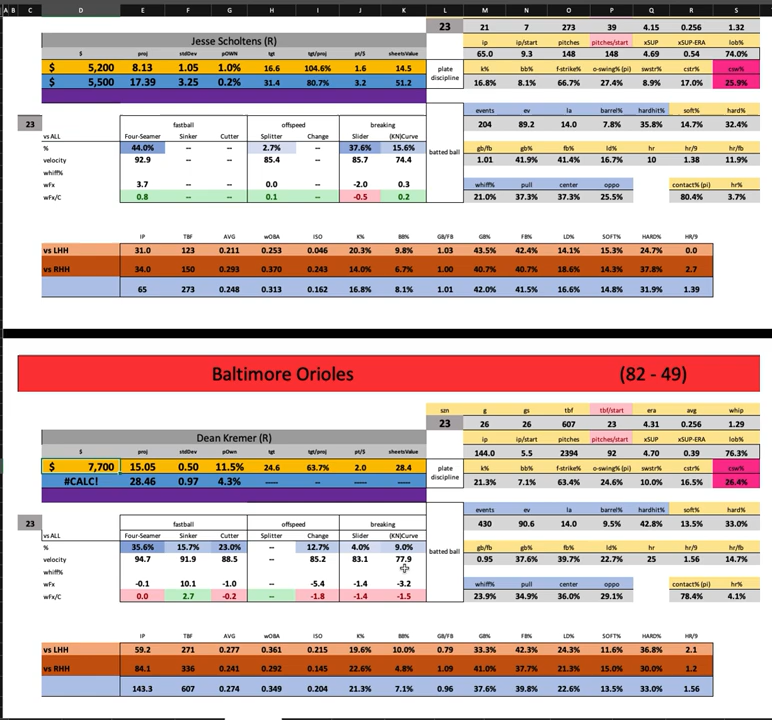 A B C D E F G H I J K L M N O P Q R S
23 21 7 273 39 4.15 0.256 1.32
Jesse Scholtens (R) ip ip/start pitches pitches/start xSUP xSUP-ERA lob%
$ proj stdDev pOWN tgt tgt/proj pt/$ sheetsValue 65.0 9.3 148 148 4.69 0.54 74.0%
$ 5,200 8.13 1.05 1.0% 16.6 104.6% 1.6 14.5 plate discipline k% bb% f-strike% o-swing% (pi) swstr% cstr% csw%
$ 5,500 17.39 3.25 0.2% 31.4 80.7% 3.2 51.2 16.8% 8.1% 66.7% 27.4% 8.9% 17.0% 25.9%
events ev la barrel% hardhit% soft% hard%
23 fastball offspeed breaking 204 89.2 14.0 7.8% 35.8% 14.7% 32.4%
vs ALL Four-Seamer Sinker Cutter Splitter Change Slider (KN)Curve
% 44.0% -- -- 2.7% -- 37.6% 15.6% batted ball gb/fb gb% fb% ld% hr hr/9 hr/fb
velocity 92.9 -- -- 85.4 -- 85.7 74.4 1.01 41.9% 41.4% 16.7% 10 1.38 11.9%
whiff%
wFx 3.7 -- -- 0.0 -- -2.0 0.3 whiff% pull center oppo contact% (pi) hr%
wFx/C 0.8 -- -- 0.1 -- -0.5 0.2 21.0% 37.3% 37.3% 25.5% 80.4% 3.7%
IP TBF AVG wOBA ISO K% BB% GB/FB GB% FB% LD% SOFT% HARD% HR/9
vs LHH 31.0 123 0.211 0.253 0.046 20.3% 9.8% 1.03 43.5% 42.4% 14.1% 15.3% 24.7% 0.0
vs RHH 34.0 150 0.293 0.370 0.243 14.0% 6.7% 1.00 40.7% 40.7% 18.6% 14.3% 37.8% 2.7
65 273 0.248 0.313 0.162 16.8% 8.1% 1.01 42.0% 41.5% 16.6% 14.8% 31.9% 1.39
Baltimore Orioles (82 - 49)
szn g gs tbf tbf/start era avg whip
23 26 26 607 23 4.31 0.256 1.29
Dean Kremer (R) ip ip/start pitches pitches/start xSUP xSUP-ERA lob%
$ proj stdDev pOwn tgt tgt/proj pt/$ sheetsValue 144.0 5.5 2394 92 4.70 0.39 76.3%
$ 7,700 15.05 0.50 11.5% 24.6 63.7% 2.0 28.4 plate discipline k% bb% f-strike% o-swing% (pi) swstr% cstr% csw%
#CALC! 28.46 0.97 4.3% ----- ----- -- ----- 21.3% 7.1% 63.4% 24.6% 10.0% 16.5% 26.4%
events ev la barrel% hardhit% soft% hard%
23 fastball offspeed breaking 430 90.6 14.0 9.5% 42.8% 13.5% 33.0%
vs ALL Four-Seamer Sinker Cutter Splitter Change Slider (KN)Curve
% 35.6% 15.7% 23.0% -- 12.7% 4.0% 9.0% batted ball gb/fb gb% fb% ld% hr hr/9 hr/fb
velocity 94.7 91.9 88.5 -- 85.2 83.1 77.9 0.95 37.6% 39.7% 22.7% 25 1.56 14.7%
whiff%
wFx -0.1 10.1 -1.0 -- -5.4 -1.4 -3.2 whiff% pull center oppo contact% (pi) hr%
wFx/C 0.0 2.7 -0.2 -- -1.8 -1.4 -1.5 23.9% 34.9% 36.0% 29.1% 78.4% 4.1%
IP TBF AVG wOBA ISO K% BB% GB/FB GB% FB% LD% SOFT% HARD% HR/9
vs LHH 59.2 271 0.277 0.361 0.215 19.6% 10.0% 0.79 33.3% 42.3% 24.3% 11.6% 36.8% 2.1
vs RHH 84.1 336 0.241 0.292 0.145 22.6% 4.8% 1.09 41.0% 37.7% 21.3% 15.0% 30.0% 1.2
143.3 607 0.274 0.349 0.204 21.3% 7.1% 0.96 37.6% 39.8% 22.6% 13.5% 33.0% 1.56